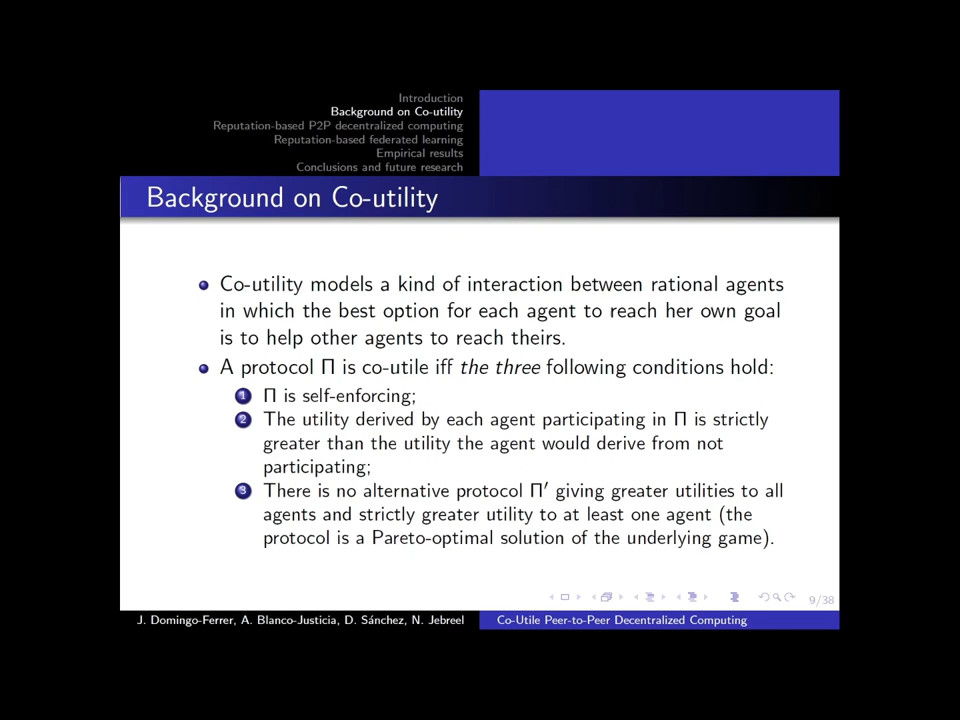 Introduction
Background on Co-utility
Reputation-based P2P decentralized computing
Reputation-based federated learning
Empirical results
Conclusions and future research
Background on Co-utility
Co-utility models a kind of interaction between rational agents
in which the best option for each agent to reach her own goal
is to help other agents to reach theirs.
A protocol Π is co-utile iff the three following conditions hold:
1 Π is self-enforcing;
2 The utility derived by each agent participating in Π is strictly
greater than the utility the agent would derive from not
participating;
3 There is no alternative protocol Π′ giving greater utilities to all
agents and strictly greater utility to at least one agent (the
protocol is a Pareto-optimal solution of the underlying game).
9/38
J. Domingo-Ferrer, A. Blanco-Justicia, D. Sánchez, N. Jebreel
Co-Utile Peer-to-Peer Decentralized Computing